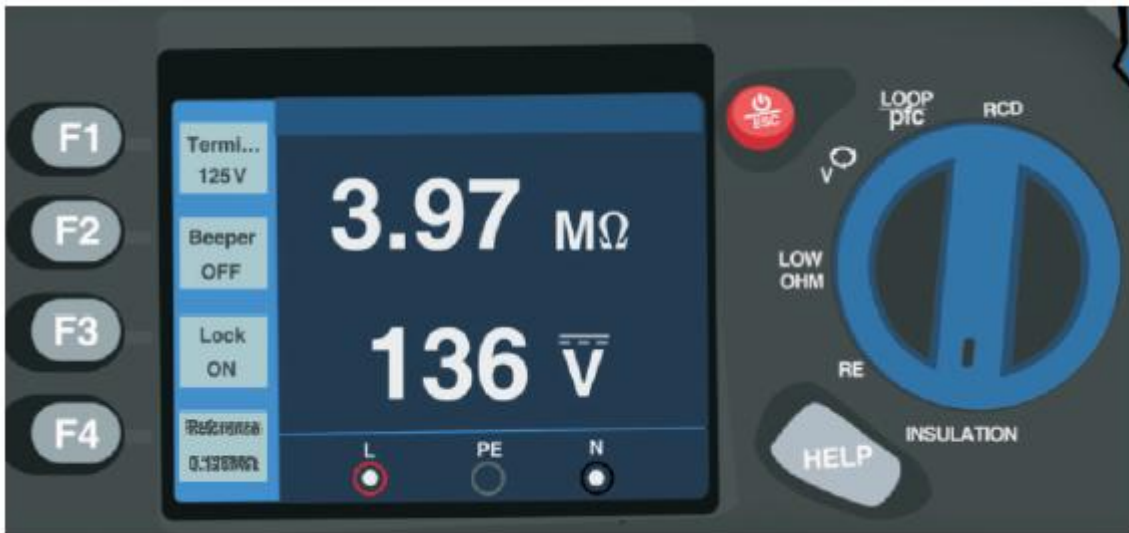 F1
F2
F3
F4
Termi...
125 V
Beeper
OFF
Lock
ON
3.97 MΩ
136 V
L PE N
ESC
V
LOOP
pfc
RCD
LOW
OHM
RE
INSULATION
HELP